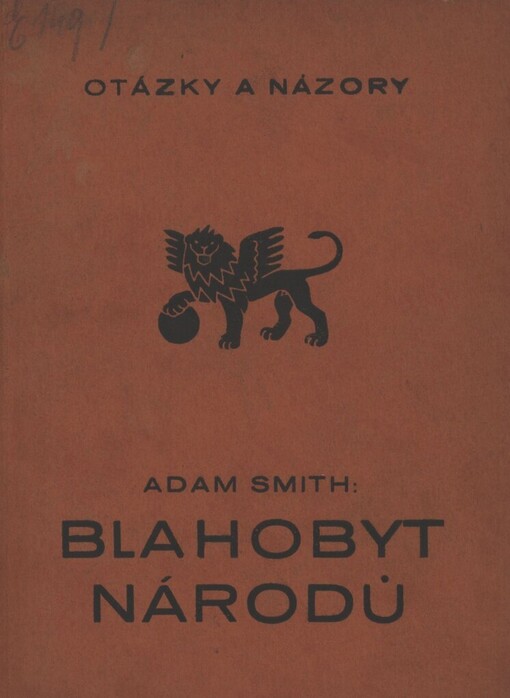 OTÁZKY A NÁZORY
ADAM SMITH:
BLAHOBYT
NÁRODŮ